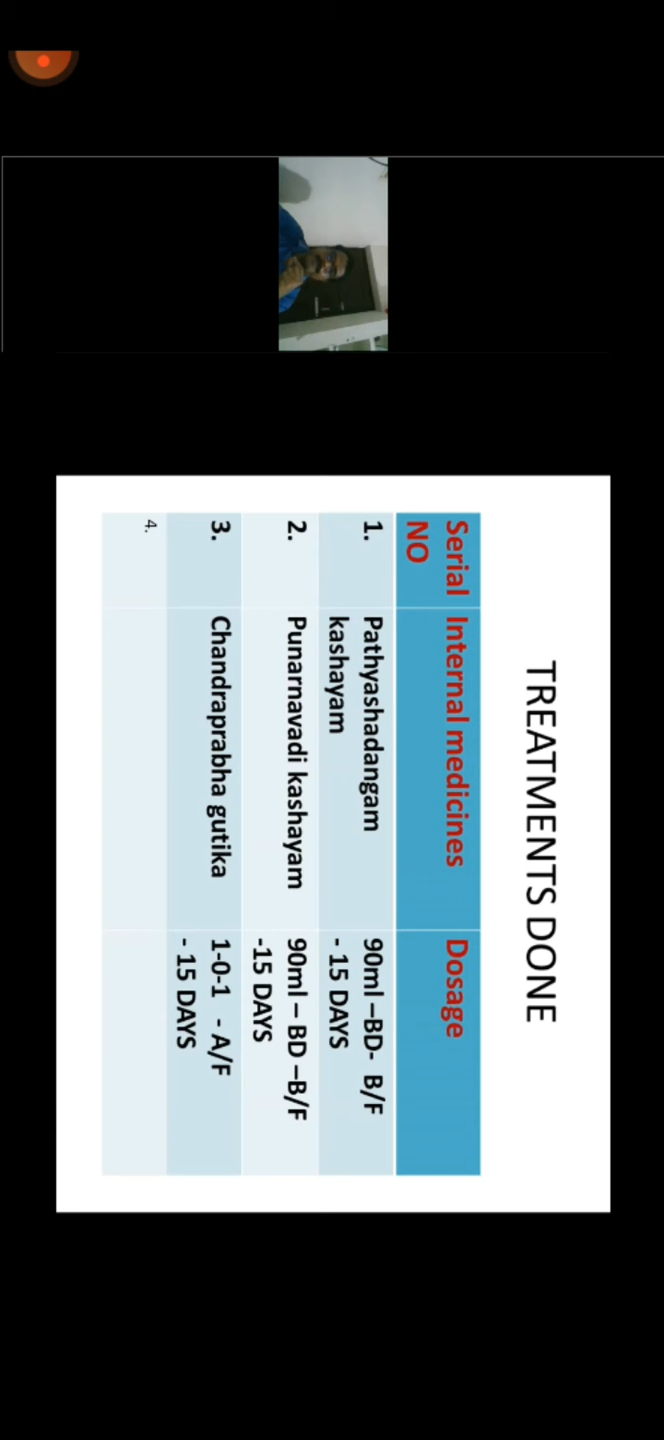 TREATMENTS DONE
Serial NO Internal medicines Dosage
1. Pathyashadangam kashayam 90ml –BD- B/F - 15 DAYS
2. Punarnavadi kashayam 90ml – BD –B/F -15 DAYS
3. Chandraprabha gutika 1-0-1 - A/F - 15 DAYS
4.